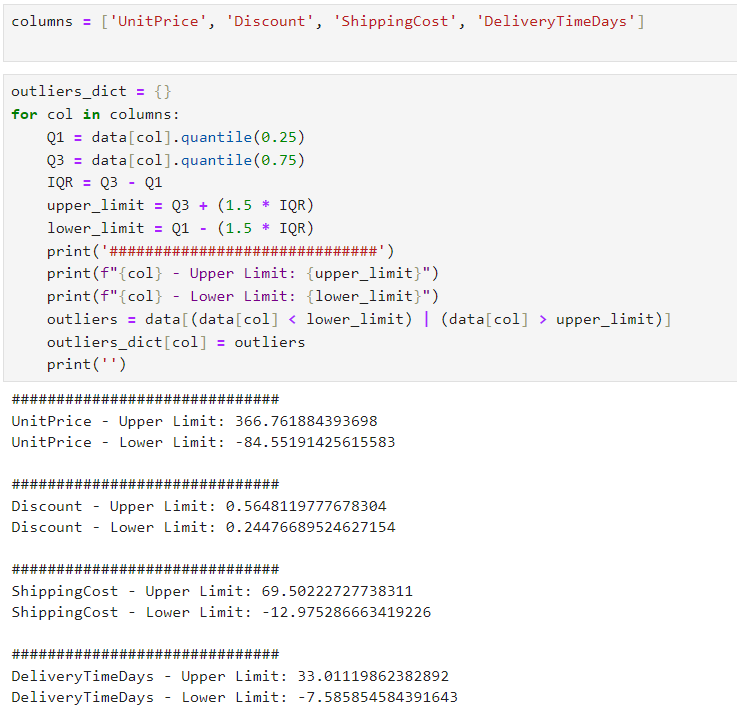 columns = ['UnitPrice', 'Discount', 'ShippingCost', 'DeliveryTimeDays']
outliers_dict = {}
for col in columns:
    Q1 = data[col].quantile(0.25)
    Q3 = data[col].quantile(0.75)
    IQR = Q3 - Q1
    upper_limit = Q3 + (1.5 * IQR)
    lower_limit = Q1 - (1.5 * IQR)
    print('##############################')
    print(f"{col} - Upper Limit: {upper_limit}")
    print(f"{col} - Lower Limit: {lower_limit}")
    outliers = data[(data[col] < lower_limit) | (data[col] > upper_limit)]
    outliers_dict[col] = outliers
    print('')
##############################
UnitPrice - Upper Limit: 366.761884393698
UnitPrice - Lower Limit: -84.55191425615583
##############################
Discount - Upper Limit: 0.5648119777678304
Discount - Lower Limit: 0.24476689524627154
##############################
ShippingCost - Upper Limit: 69.50222727738311
ShippingCost - Lower Limit: -12.975286663419226
##############################
DeliveryTimeDays - Upper Limit: 33.01119862382892
DeliveryTimeDays - Lower Limit: -7.585854584391643